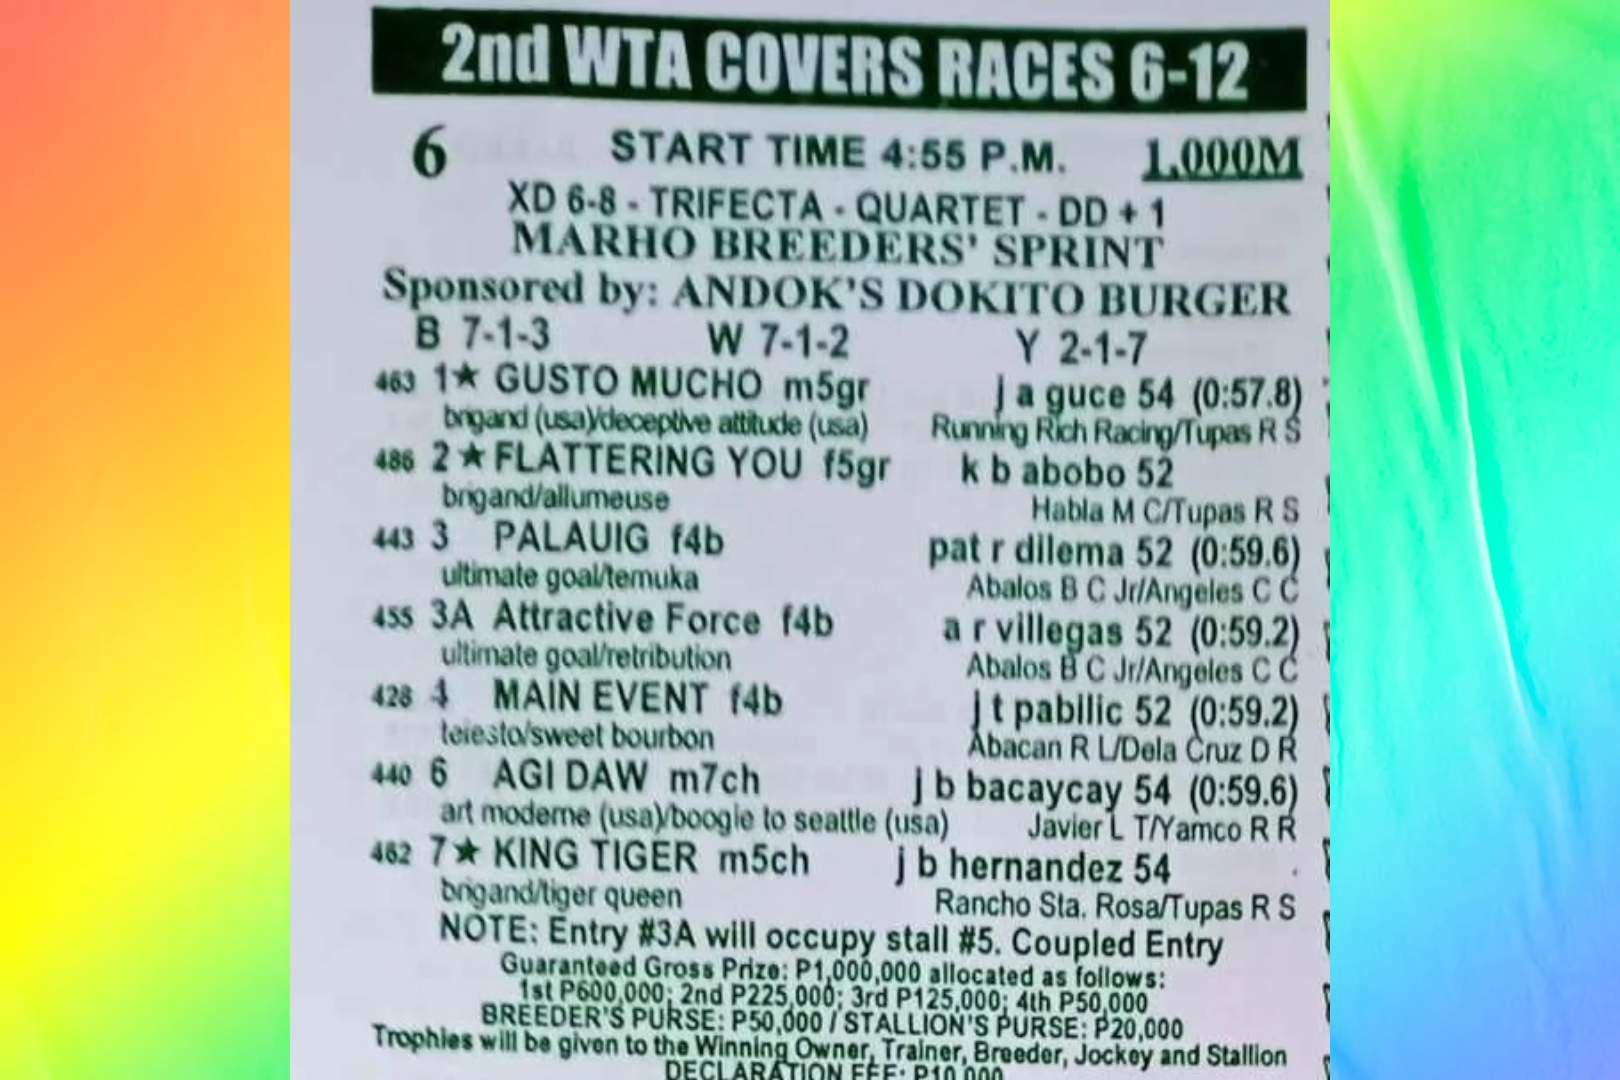 2nd WTA COVERS RACES 6-12
6 START TIME 4:55 P.M. 1,000M
XD 6-8 - TRIFECTA - QUARTET - DD + 1
MARHO BREEDERS' SPRINT
Sponsored by: ANDOK'S DOKITO BURGER
B 7-1-3 W 7-1-2 Y 2-1-7
463 1★ GUSTO MUCHO m5gr j a guce 54 (0:57.8)
brigand (usa)/deceptive attitude (usa) Running Rich Racing/Tupas R S
486 2★ FLATTERING YOU f5gr k b abobo 52
brigand/allumeuse Habla M C/Tupas R S
443 3 PALAUIG f4b pat r dilema 52 (0:59.6)
ultimate goal/temuka Abalos B C Jr/Angeles C C
455 3A Attractive Force f4b a r villegas 52 (0:59.2)
ultimate goal/retribution Abalos B C Jr/Angeles C C
428 4 MAIN EVENT f4b j t pabilic 52 (0:59.2)
teiesto/sweet bourbon Abacan R L/Dela Cruz D R
440 6 AGI DAW m7ch j b bacaycay 54 (0:59.6)
art moderne (usa)/boogie to seattle (usa) Javier L T/Yamco R R
462 7★ KING TIGER m5ch j b hernandez 54
brigand/tiger queen Rancho Sta. Rosa/Tupas R S
NOTE: Entry #3A will occupy stall #5. Coupled Entry
Guaranteed Gross Prize: P1,000,000 allocated as follows:
1st P600,000; 2nd P225,000; 3rd P125,000; 4th P50,000
BREEDER'S PURSE: P50,000 / STALLION'S PURSE: P20,000
Trophies will be given to the Winning Owner, Trainer, Breeder, Jockey and Stallion
DECLARATION FEE: P10,000